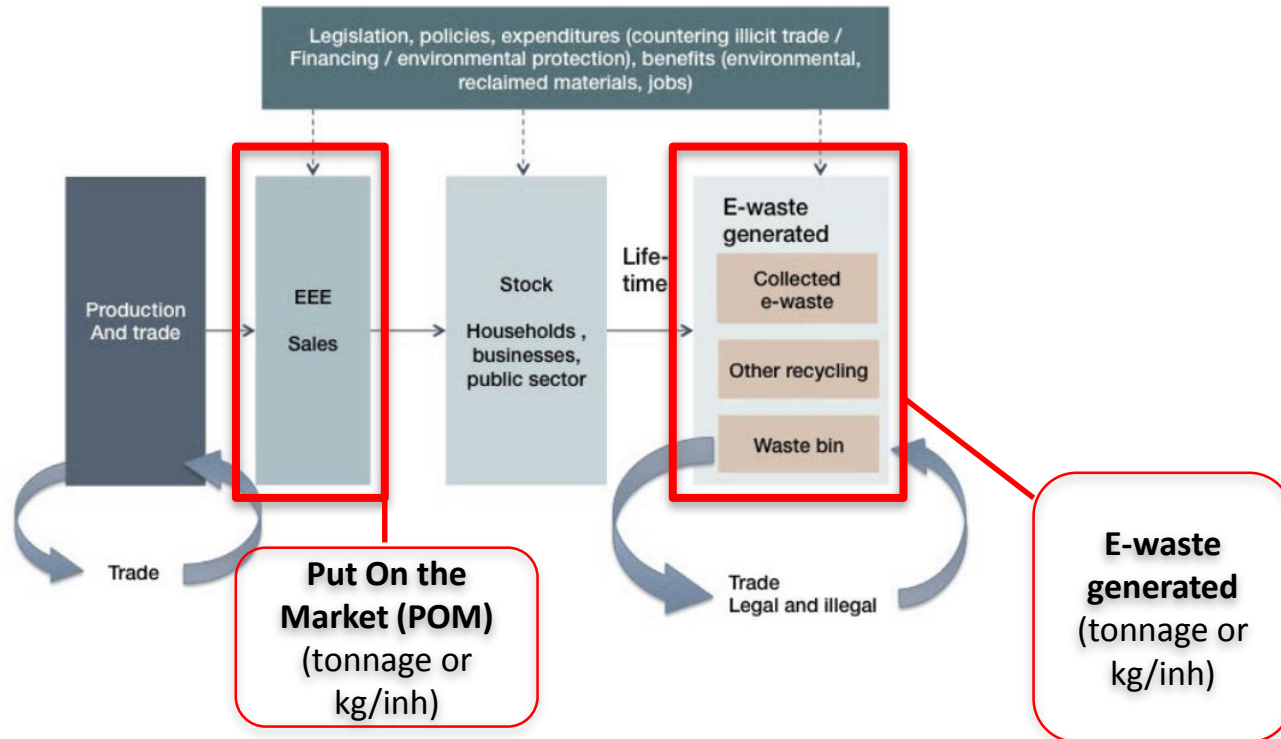 Legislation, policies, expenditures (countering illicit trade /
Financing / environmental protection), benefits (environmental,
reclaimed materials, jobs)
Production
And trade
EEE
Sales
Stock
Households ,
businesses,
public sector
Life-
time
E-waste
generated
Collected
e-waste
Other recycling
Waste bin
Trade
Trade
Legal and illegal
Put On the
Market (POM)
(tonnage or
kg/inh)
E-waste
generated
(tonnage or
kg/inh)